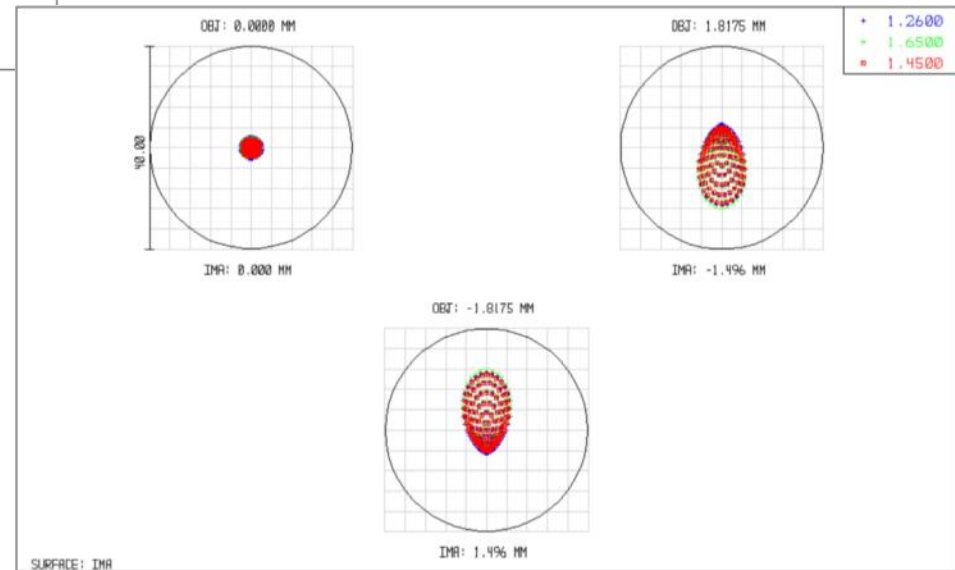 OBJ: 0.0000 MM
OBJ: 1.8175 MM
+ 1.2600
+ 1.6500
1.4500
40.00
IMA: 0.000 MM
IMA: -1.496 MM
OBJ: -1.8175 MM
IMA: 1.496 MM
SURFACE: IMA